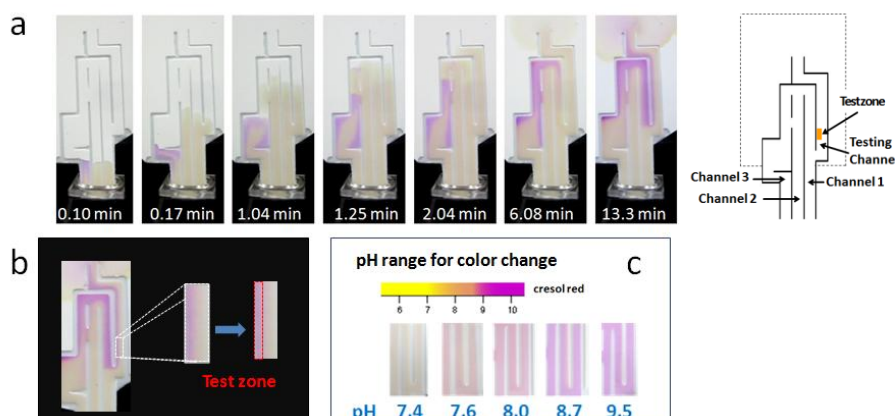 a
0.10 min
0.17 min
1.04 min
1.25 min
2.04 min
6.08 min
13.3 min
Testzone
Testing
Channel
Channel 3
Channel 1
Channel 2
b
Test zone
pH range for color change
c
cresol red
6 7 8 9 10
pH 7.4 7.6 8.0 8.7 9.5